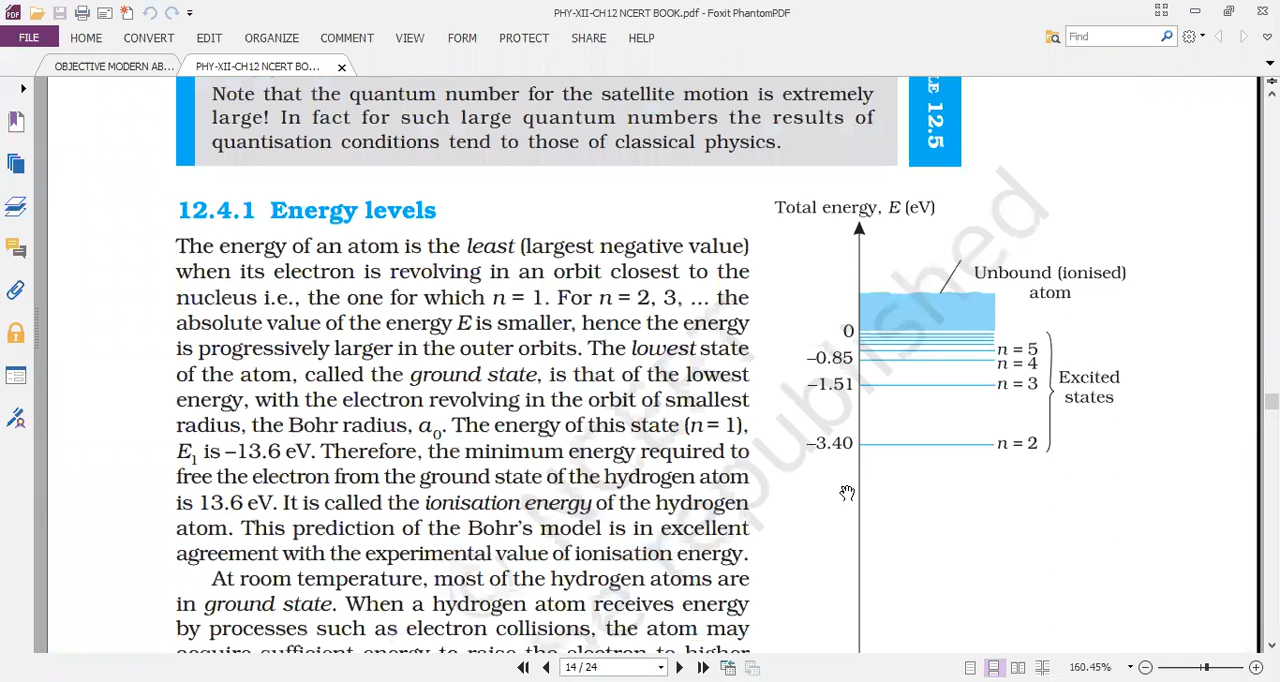 PHY-XII-CH12 NCERT BOOK.pdf - Foxit PhantomPDF
FILE HOME CONVERT EDIT ORGANIZE COMMENT VIEW FORM PROTECT SHARE HELP Find
OBJECTIVE MODERN AB... PHY-XII-CH12 NCERT BO...
Note that the quantum number for the satellite motion is extremely
large! In fact for such large quantum numbers the results of
quantisation conditions tend to those of classical physics.
LE 12.5
12.4.1 Energy levels
The energy of an atom is the least (largest negative value)
when its electron is revolving in an orbit closest to the
nucleus i.e., the one for which n = 1. For n = 2, 3, ... the
absolute value of the energy E is smaller, hence the energy
is progressively larger in the outer orbits. The lowest state
of the atom, called the ground state, is that of the lowest
energy, with the electron revolving in the orbit of smallest
radius, the Bohr radius, a0. The energy of this state (n = 1),
E1 is –13.6 eV. Therefore, the minimum energy required to
free the electron from the ground state of the hydrogen atom
is 13.6 eV. It is called the ionisation energy of the hydrogen
atom. This prediction of the Bohr's model is in excellent
agreement with the experimental value of ionisation energy.
At room temperature, most of the hydrogen atoms are
in ground state. When a hydrogen atom receives energy
by processes such as electron collisions, the atom may
acquire sufficient energy to raise the electron to higher
Total energy, E (eV)
Unbound (ionised)
atom
0
n = 5
–0.85
n = 4
–1.51
n = 3
Excited
states
–3.40
n = 2
© NCERT
be republished
14 / 24
160.45%